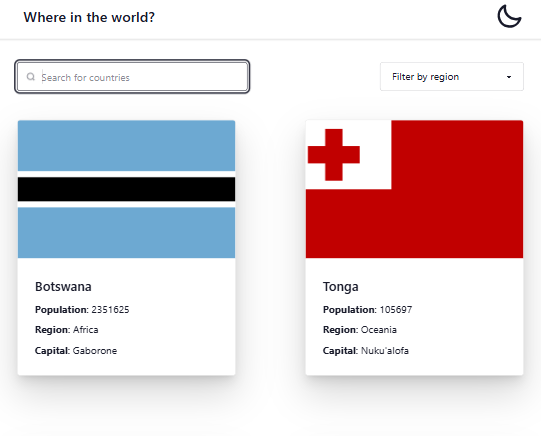 Where in the world?
Search for countries
Filter by region
Botswana
Population: 2351625
Region: Africa
Capital: Gaborone
Tonga
Population: 105697
Region: Oceania
Capital: Nuku'alofa